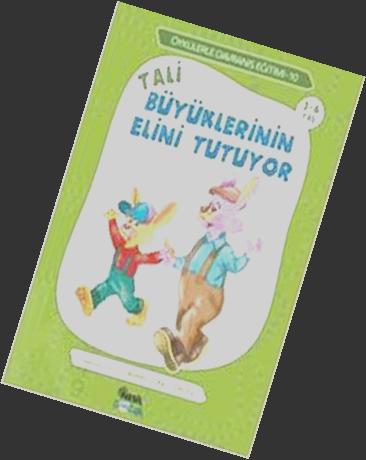 ÖYKÜLERLE DAVRANIŞ EĞİTİMİ-10
3-6
YAŞ
TALİ
BÜYÜKLERİNİN
ELİNİ TUTUYOR